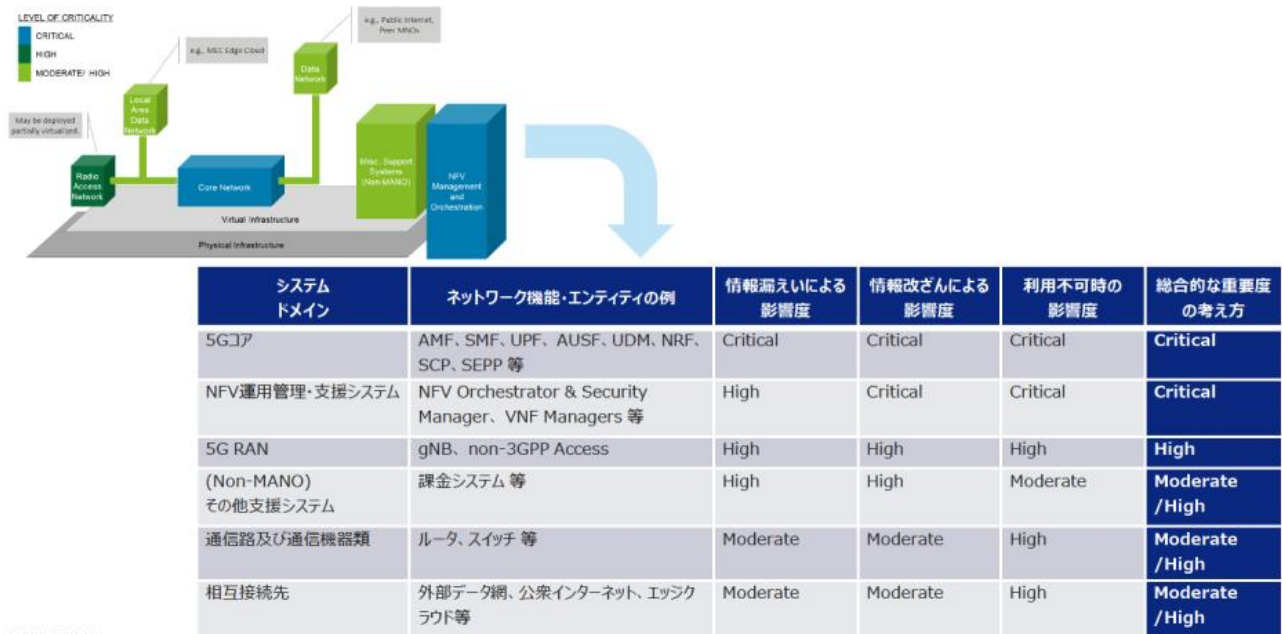 LEVEL OF CRITICALITY
CRITICAL
HIGH
MODERATE/ HIGH
e.g., MEC Edge Cloud
e.g., Public Internet,
Peer MNOs
May be deployed
partially virtualized.
Local
Area
Data
Network
Data
Network
Radio
Access
Network
Core Network
Misc. Support
Systems
(Non-MANO)
NFV
Management
and
Orchestration
Virtual Infrastructure
Physical Infrastructure
システム
ドメイン
ネットワーク機能・エンティティの例
情報漏えいによる
影響度
情報改ざんによる
影響度
利用不可時の
影響度
総合的な重要度
の考え方
5Gコア
AMF、SMF、UPF、AUSF、UDM、NRF、
SCP、SEPP 等
Critical
Critical
Critical
Critical
NFV運用管理・支援システム
NFV Orchestrator & Security
Manager、VNF Managers 等
High
Critical
Critical
Critical
5G RAN
gNB、non-3GPP Access
High
High
High
High
(Non-MANO)
その他支援システム
課金システム 等
High
High
Moderate
Moderate
/High
通信路及び通信機器類
ルータ、スイッチ 等
Moderate
Moderate
High
Moderate
/High
相互接続先
外部データ網、公衆インターネット、エッジク
ラウド等
Moderate
Moderate
High
Moderate
/High